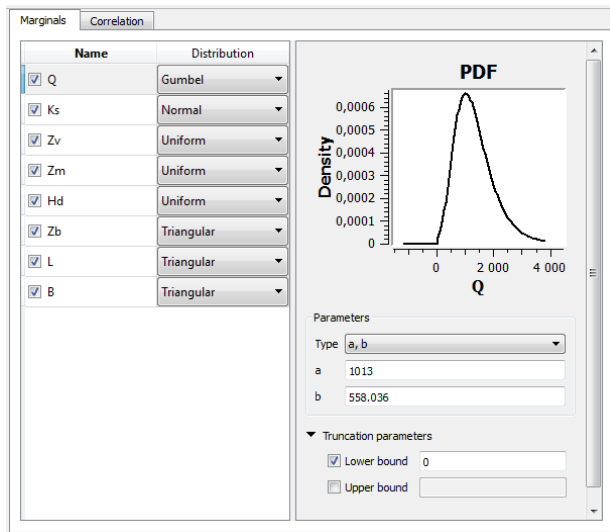 Marginals Correlation
Name Distribution
Q Gumbel
Ks Normal
Zv Uniform
Zm Uniform
Hd Uniform
Zb Triangular
L Triangular
B Triangular
PDF
Density
0,0006
0,0005
0,0004
0,0003
0,0002
0,0001
0
0 2 000 4 000
Q
Parameters
Type a, b
a 1013
b 558.036
Truncation parameters
Lower bound 0
Upper bound